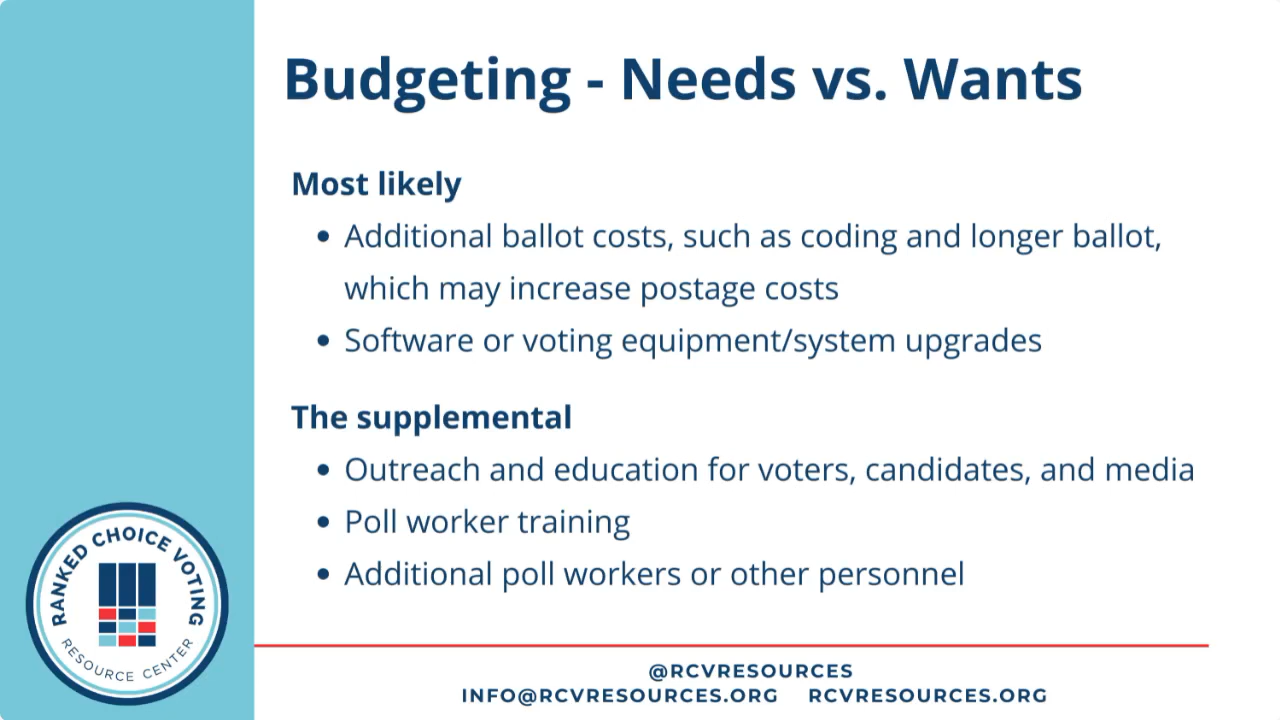 Budgeting - Needs vs. Wants
Most likely
• Additional ballot costs, such as coding and longer ballot,
which may increase postage costs
• Software or voting equipment/system upgrades
The supplemental
• Outreach and education for voters, candidates, and media
• Poll worker training
• Additional poll workers or other personnel
RANKED CHOICE VOTING
RESOURCE CENTER
@RCVRESOURCES
INFO@RCVRESOURCES.ORG RCVRESOURCES.ORG